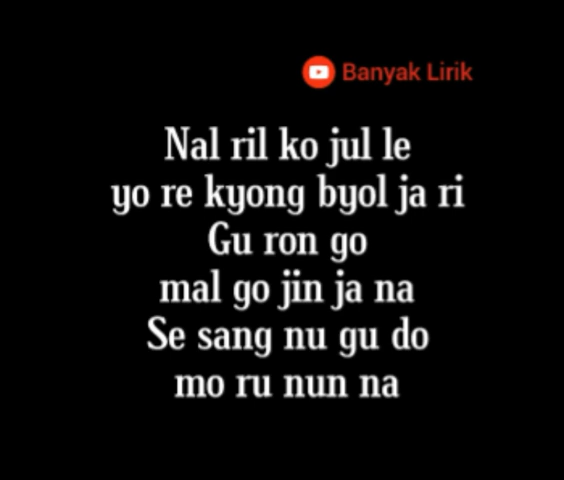 Banyak Lirik
Nal ril ko jul le
yo re kyong byol ja ri
Gu ron go
mal go jin ja na
Se sang nu gu do
mo ru nun na